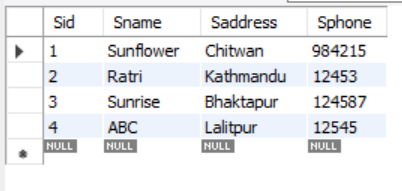 Sid Sname Saddress Sphone
1 Sunflower Chitwan 984215
2 Ratri Kathmandu 12453
3 Sunrise Bhaktapur 124587
4 ABC Lalitpur 12545
NULL NULL NULL NULL